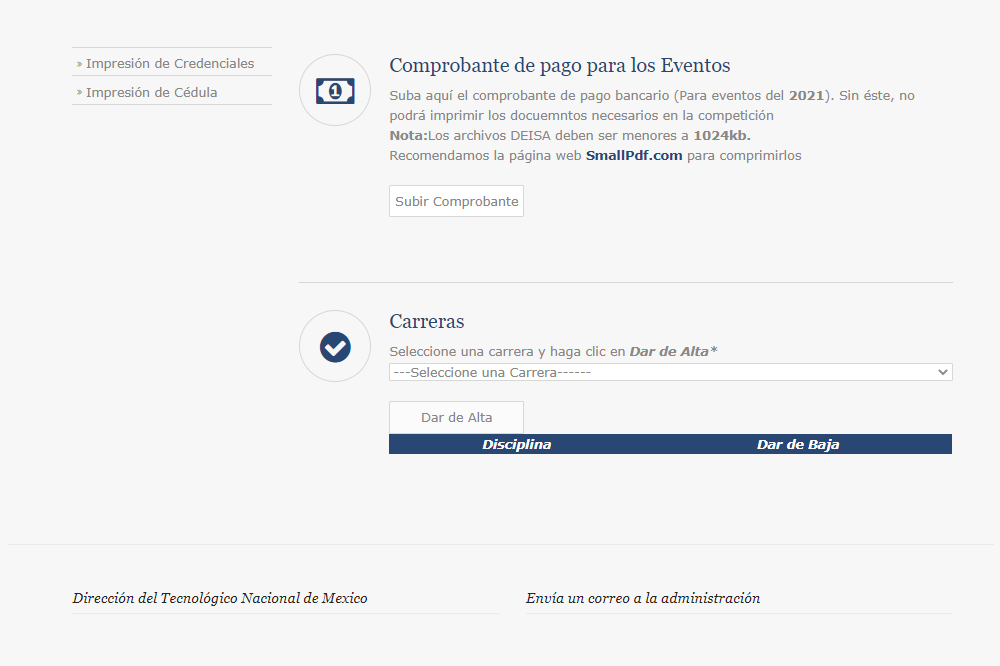 » Impresión de Credenciales
» Impresión de Cédula
Comprobante de pago para los Eventos
Suba aquí el comprobante de pago bancario (Para eventos del 2021). Sin éste, no
podrá imprimir los docuemntos necesarios en la competición
Nota:Los archivos DEISA deben ser menores a 1024kb.
Recomendamos la página web SmallPdf.com para comprimirlos
Subir Comprobante
1
Carreras
Seleccione una carrera y haga clic en Dar de Alta*
---Seleccione una Carrera------
Dar de Alta
Disciplina Dar de Baja
Dirección del Tecnológico Nacional de Mexico
Envía un correo a la administración